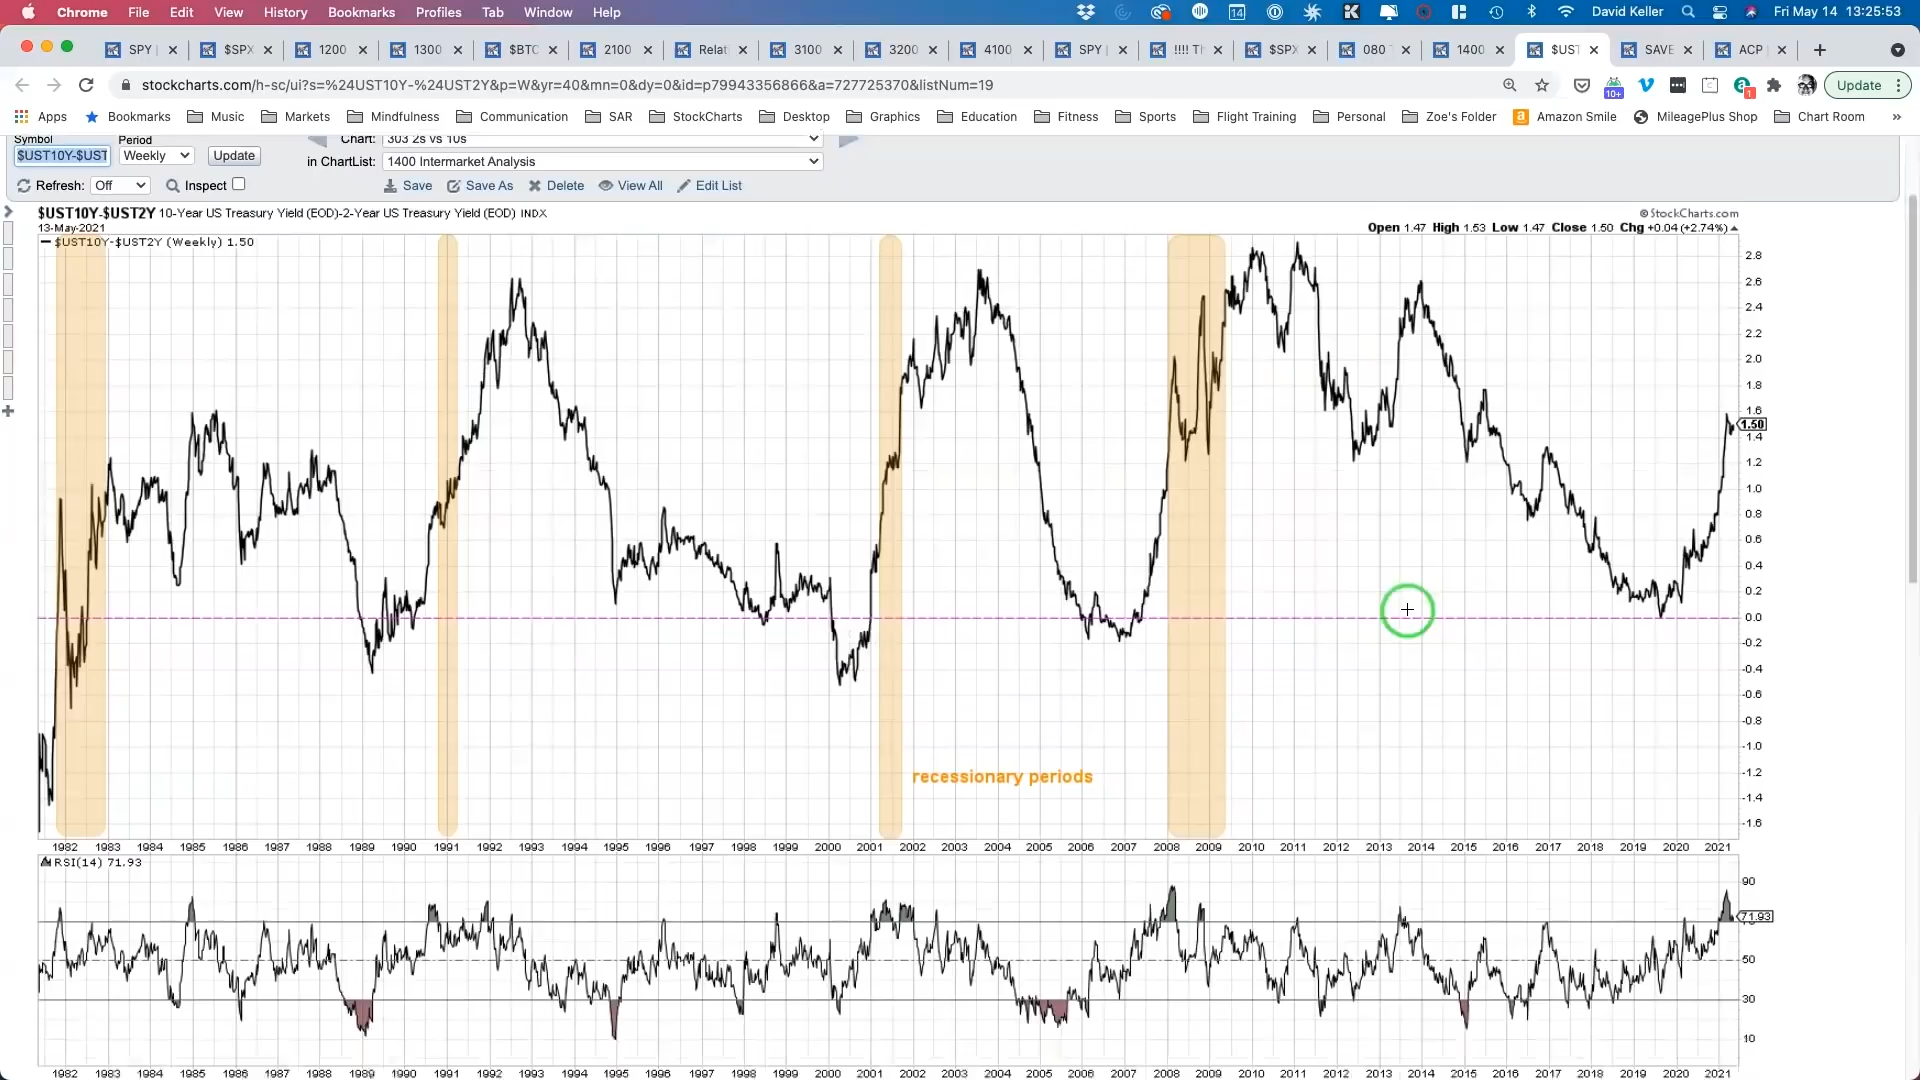 Chrome File Edit View History Bookmarks Profiles Tab Window Help 14 David Keller Fri May 14 13:25:53
SPY $SPX 1200 1300 $BTC 2100 Relat 3100 3200 4100 SPY !!!! Th $SPX 080 1400 $UST SAVE ACP
stockcharts.com/h-sc/ui?s=%24UST10Y-%24UST2Y&p=W&yr=40&mn=0&dy=0&id=p79943356866&a=727725370&listNum=19 10+ 1 Update
Apps Bookmarks Music Markets Mindfulness Communication SAR StockCharts Desktop Graphics Education Fitness Sports Flight Training Personal Zoe's Folder Amazon Smile MileagePlus Shop Chart Room »
Symbol Period Chart: 303 2s vs 10s
$UST10Y-$UST Weekly Update in ChartList: 1400 Intermarket Analysis
Refresh: Off Inspect Save Save As Delete View All Edit List
$UST10Y-$UST2Y 10-Year US Treasury Yield (EOD)-2-Year US Treasury Yield (EOD) INDX ©StockCharts.com
13-May-2021 Open 1.47 High 1.53 Low 1.47 Close 1.50 Chg +0.04 (+2.74%)
$UST10Y-$UST2Y (Weekly) 1.50
2.8
2.6
2.4
2.2
2.0
1.8
1.6
1.50
1.4
1.2
1.0
0.8
0.6
0.4
0.2
0.0
-0.2
-0.4
-0.6
-0.8
-1.0
-1.2
-1.4
-1.6
recessionary periods
1982 1983 1984 1985 1986 1987 1988 1989 1990 1991 1992 1993 1994 1995 1996 1997 1998 1999 2000 2001 2002 2003 2004 2005 2006 2007 2008 2009 2010 2011 2012 2013 2014 2015 2016 2017 2018 2019 2020 2021
RSI(14) 71.93
90
71.93
50
30
10
1982 1983 1984 1985 1986 1987 1988 1989 1990 1991 1992 1993 1994 1995 1996 1997 1998 1999 2000 2001 2002 2003 2004 2005 2006 2007 2008 2009 2010 2011 2012 2013 2014 2015 2016 2017 2018 2019 2020 2021